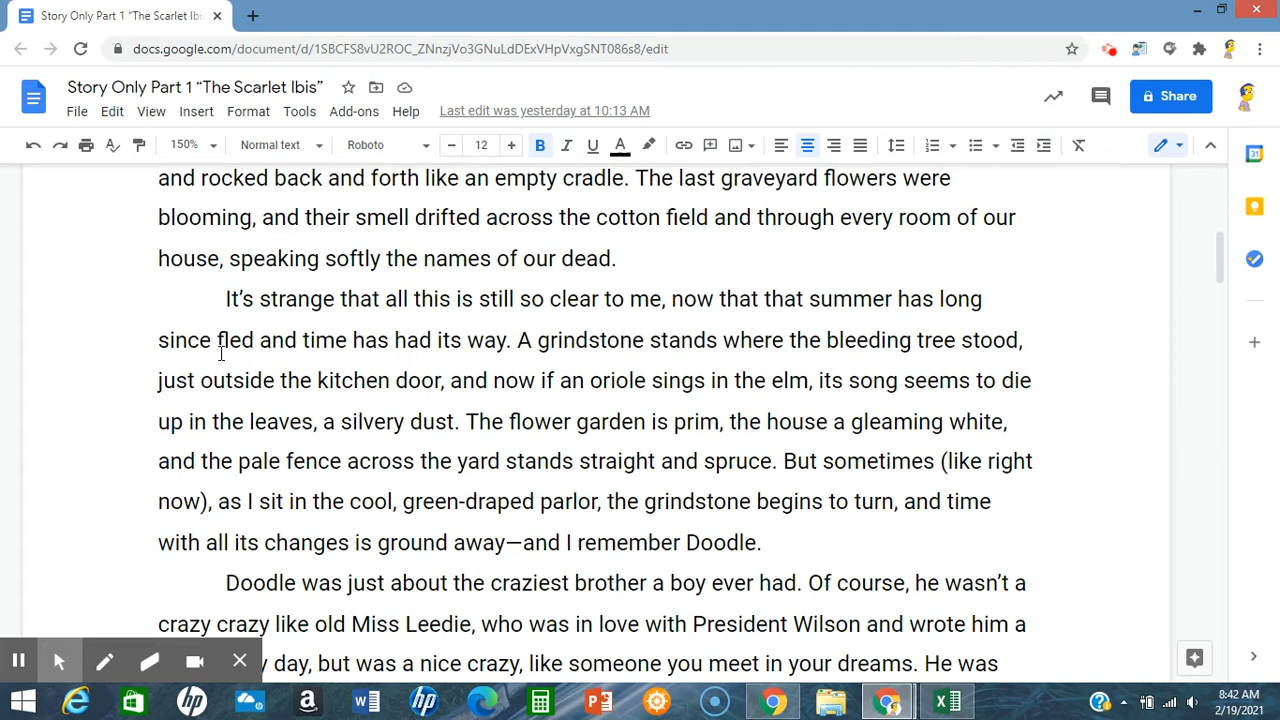 Story Only Part 1 “The Scarlet Ibis
docs.google.com/document/d/1SBCFS8vU2ROC_ZNnzjVo3GNuLdDExVHpVxgSNT086s8/edit
Story Only Part 1 “The Scarlet Ibis”
File Edit View Insert Format Tools Add-ons Help Last edit was yesterday at 10:13 AM
Share
150% Normal text Roboto 12 B I U A
and rocked back and forth like an empty cradle. The last graveyard flowers were
blooming, and their smell drifted across the cotton field and through every room of our
house, speaking softly the names of our dead.
It’s strange that all this is still so clear to me, now that that summer has long
since fled and time has had its way. A grindstone stands where the bleeding tree stood,
just outside the kitchen door, and now if an oriole sings in the elm, its song seems to die
up in the leaves, a silvery dust. The flower garden is prim, the house a gleaming white,
and the pale fence across the yard stands straight and spruce. But sometimes (like right
now), as I sit in the cool, green-draped parlor, the grindstone begins to turn, and time
with all its changes is ground away—and I remember Doodle.
Doodle was just about the craziest brother a boy ever had. Of course, he wasn’t a
crazy crazy like old Miss Leedie, who was in love with President Wilson and wrote him a
day, but was a nice crazy, like someone you meet in your dreams. He was
8:42 AM
2/19/2021